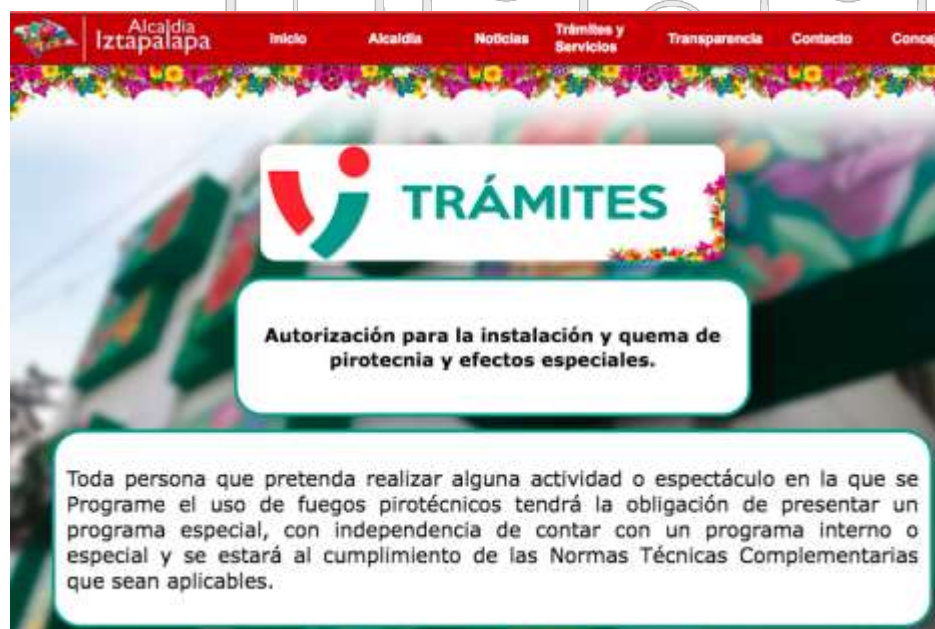 Alcaldía
Iztapalapa
Inicio
Alcaldía
Noticias
Trámites y
Servicios
Transparencia
Contacto
TRÁMITES
Autorización para la instalación y quema de
pirotecnia y efectos especiales.
Toda persona que pretenda realizar alguna actividad o espectáculo en la que se
Programe el uso de fuegos pirotécnicos tendrá la obligación de presentar un
programa especial, con independencia de contar con un programa interno o
especial y se estará al cumplimiento de las Normas Técnicas Complementarias
que sean aplicables.